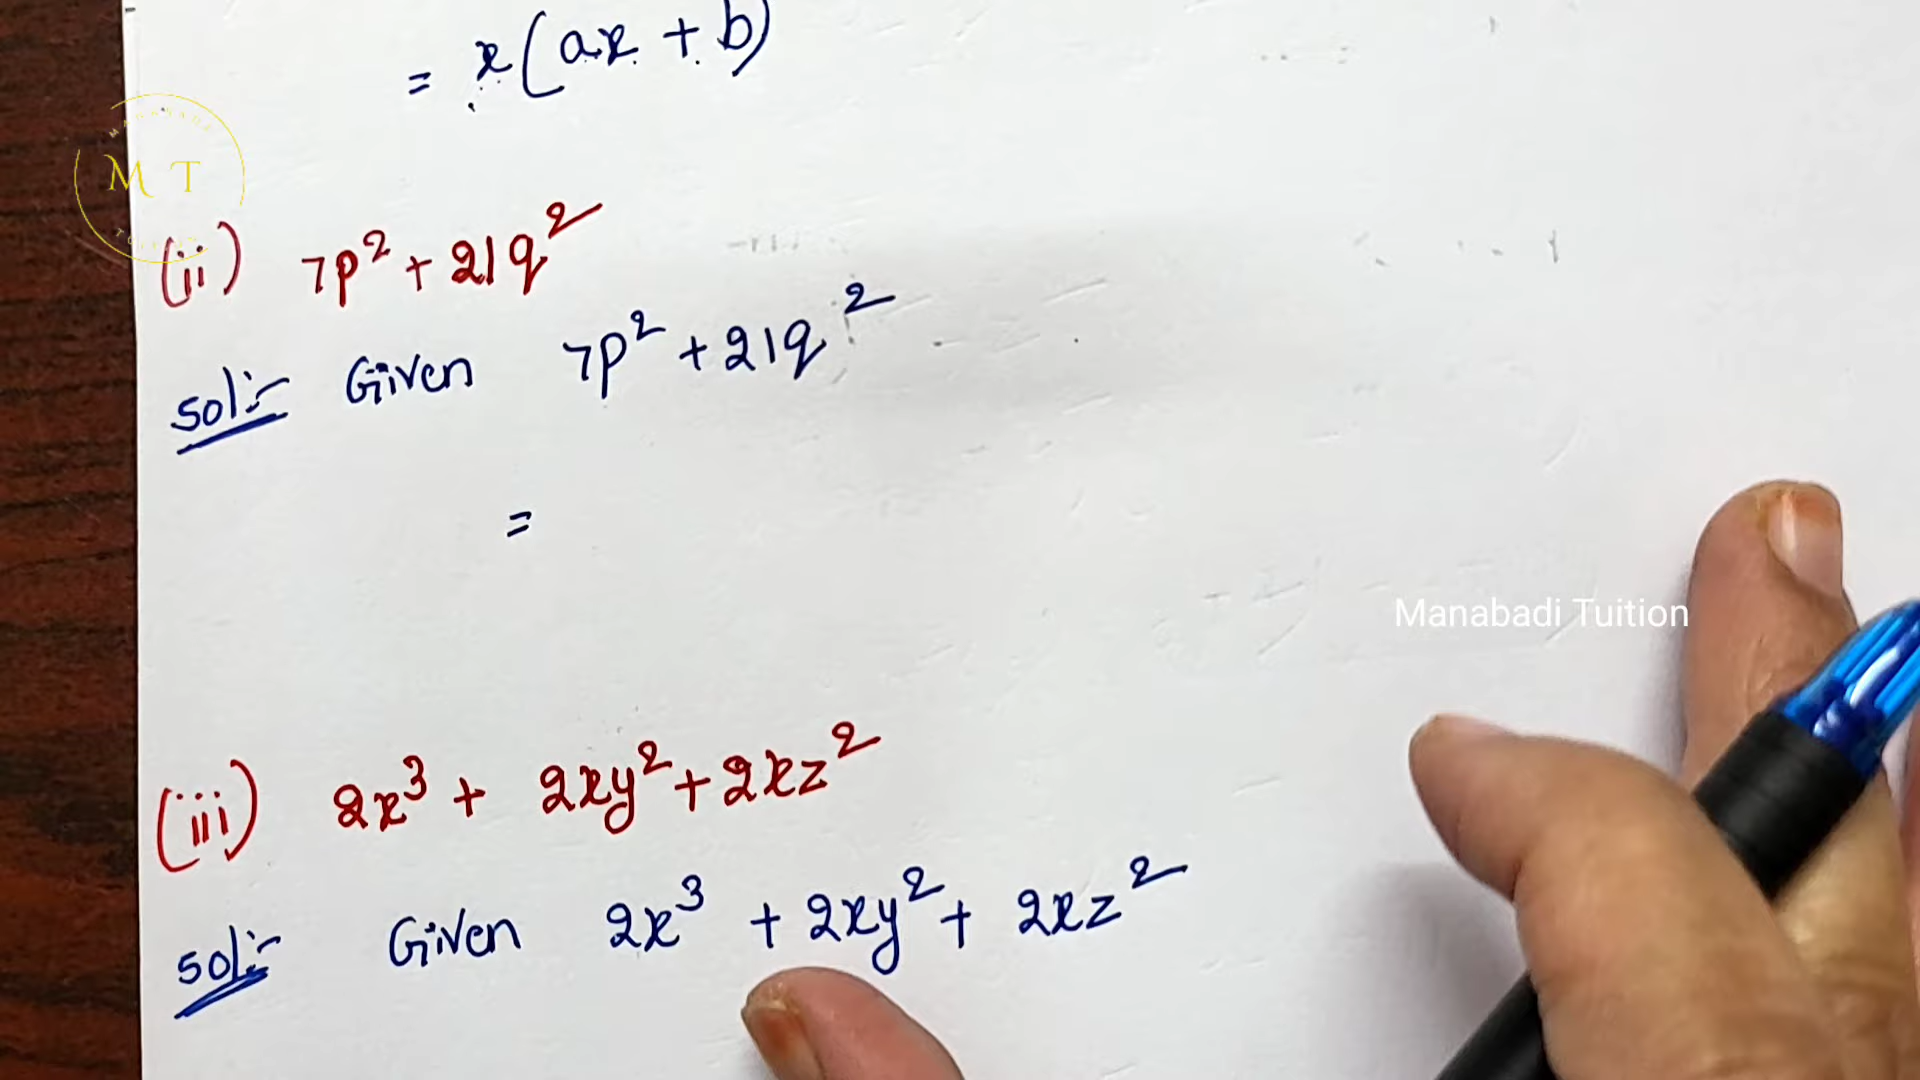 = x(ax + b)
M T
(ii) 7p² + 21q²
Sol:- Given 7p² + 21q²
=
Manabadi Tuition
(iii) 2x³ + 2xy² + 2xz²
Sol:- Given 2x³ + 2xy² + 2xz²